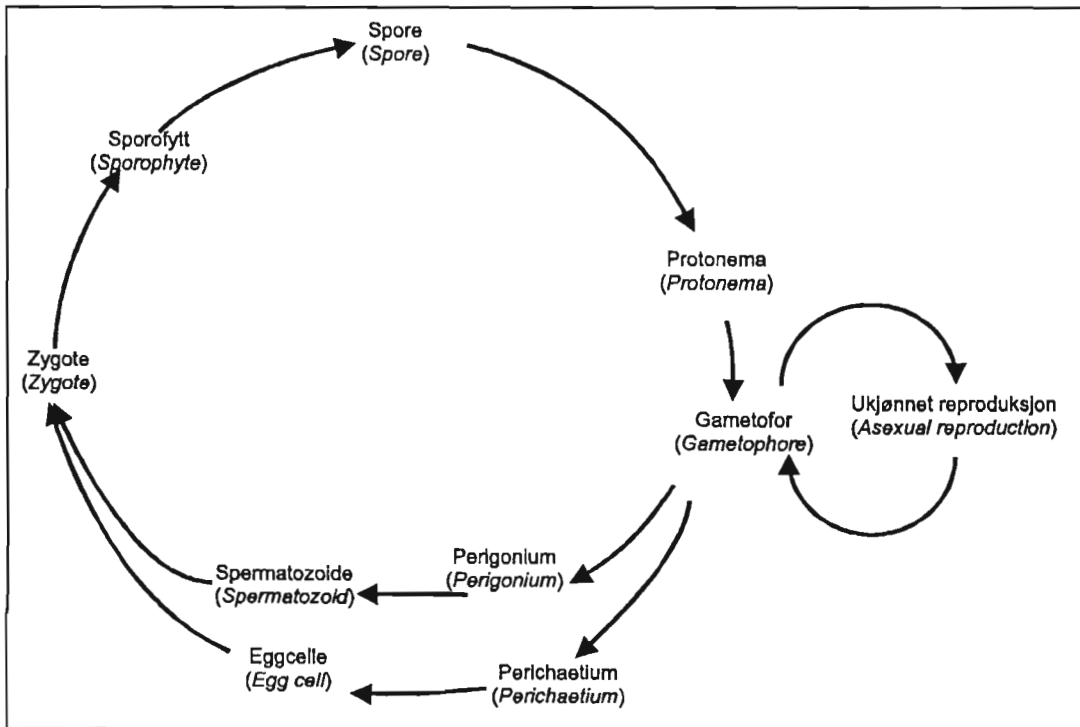 Spore
(Spore)
Sporofytt
(Sporophyte)
Protonema
(Protonema)
Zygote
(Zygote)
Gametofor
(Gametophore)
Ukjønnet reproduksjon
(Asexual reproduction)
Perigonium
(Perigonium)
Spermatozoide
(Spermatozoid)
Eggcelle
(Egg cell)
Perichaetium
(Perichaetium)